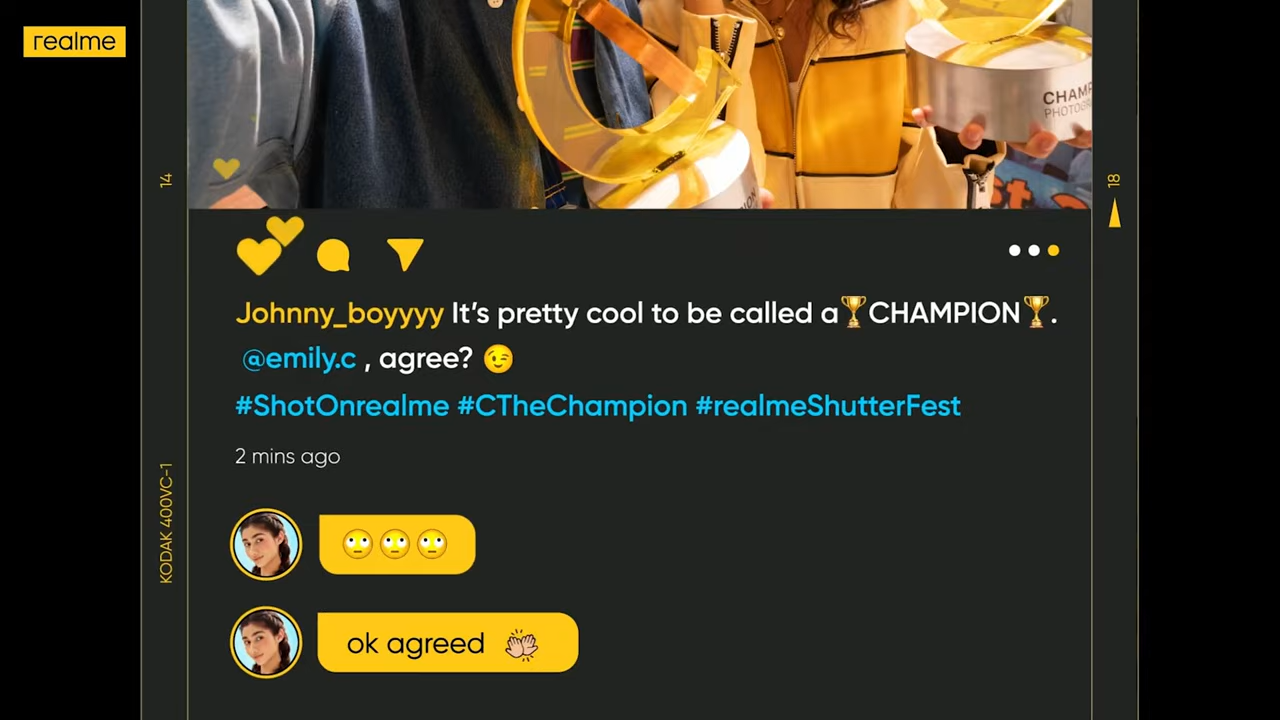 realme
CHAMP
PHOTOGR
14
18
Johnny_boyyyy It's pretty cool to be called a🏆CHAMPION🏆.
@emily.c , agree? 😉
#ShotOnrealme #CTheChampion #realmeShutterFest
2 mins ago
KODAK 400VC-1
🙄🙄🙄
ok agreed 👏🏻